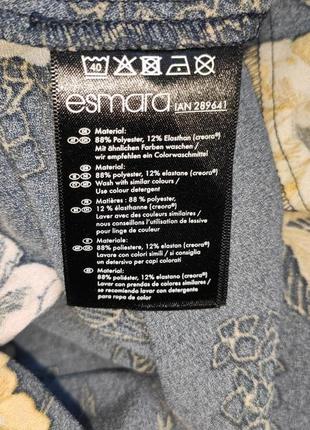 40
esmara IAN 289641
Material:
88% Polyester, 12% Elasthan (creora®)
Mit ähnlichen Farben waschen /
wir empfehlen ein Colorwaschmittel
Material:
88% Polyester, 12% elastane (creora®)
Wash with similar colours /
Use colour detergent
Matières : 88 % polyester,
12 % élasthanne (creora®)
Laver avec des couleurs similaires /
nous conseillons l'utilisation de lessive
pour linge de couleur
Materiale:
88% poliestere, 12% elastan (creora®)
Lavare con colori simili / si consiglia
un detersivo per capi colorati
Material:
88% poliéster, 12% elastano (creora®)
Lavar con prendas de colores similares /
se recomienda lavar con detergente
para ropa de color